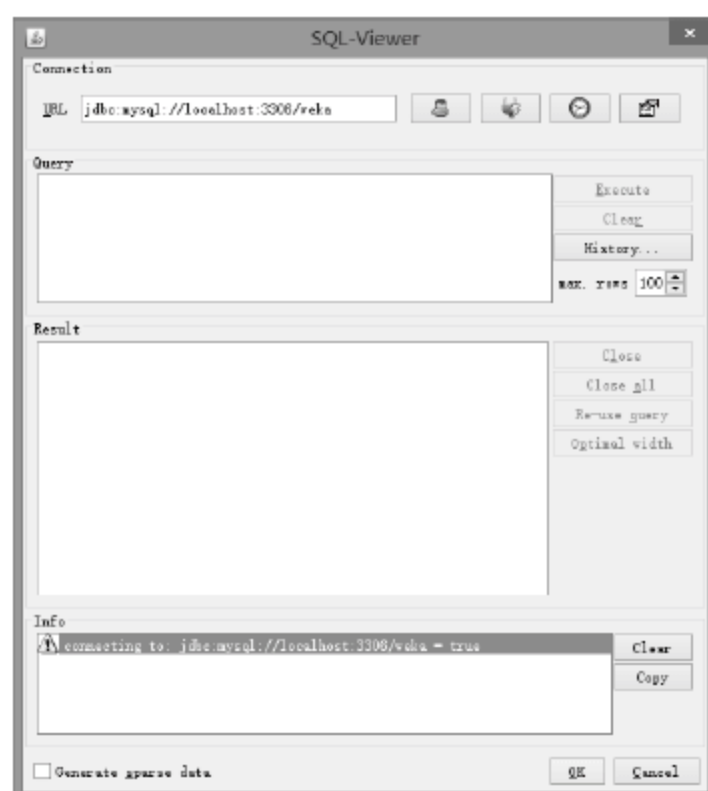 SQL-Viewer
Connection
URL jdbc:mysql://localhost:3306/weka
Query
Execute
Clear
History...
max. rows 100
Result
Close
Close all
Re-use query
Optimal width
Info
connecting to: jdbc:mysql://localhost:3306/weka = true
Clear
Copy
Generate sparse data
OK Cancel